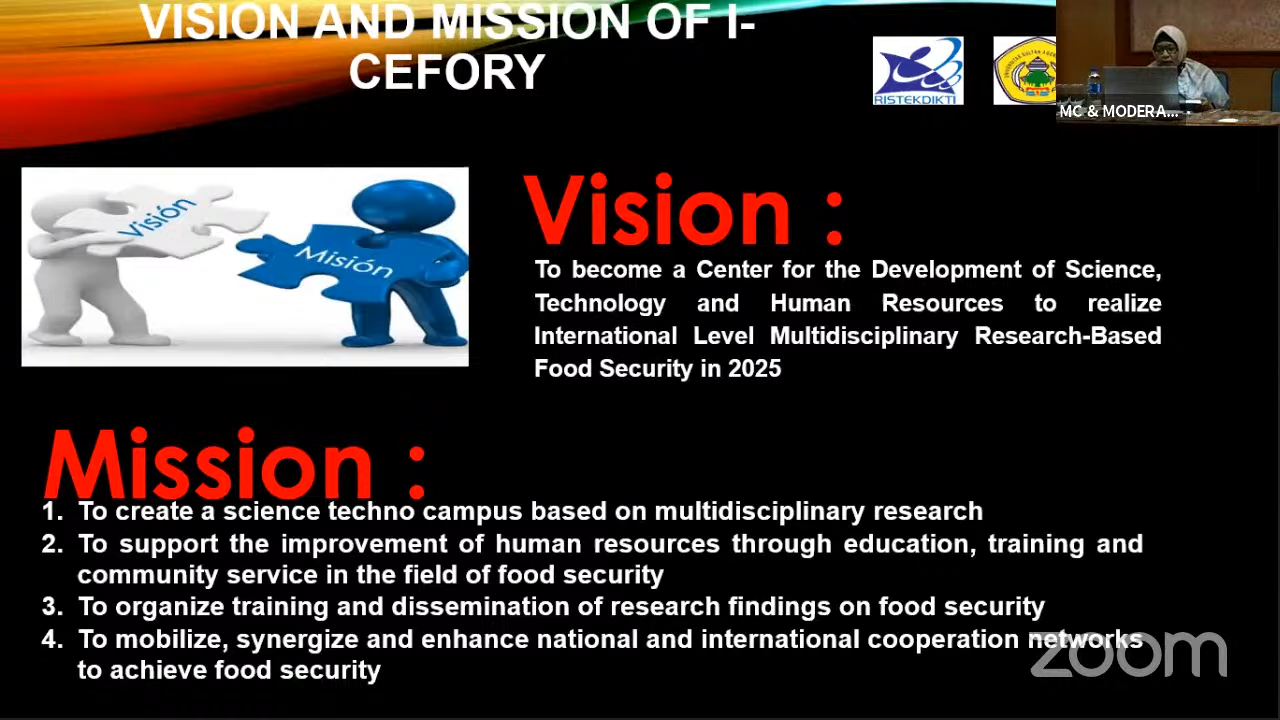 VISION AND MISSION OF I-
CEFORY
RISTEKDIKTI
MC & MODERA...
Visión
Misión
Vision :
To become a Center for the Development of Science,
Technology and Human Resources to realize
International Level Multidisciplinary Research-Based
Food Security in 2025
Mission :
1. To create a science techno campus based on multidisciplinary research
2. To support the improvement of human resources through education, training and
community service in the field of food security
3. To organize training and dissemination of research findings on food security
4. To mobilize, synergize and enhance national and international cooperation networks
to achieve food security
zoom